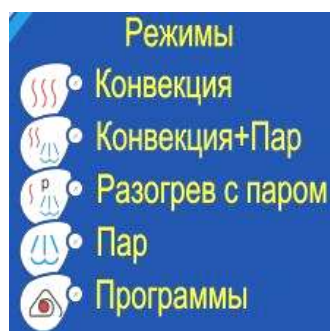 Режимы
Конвекция
Конвекция+Пар
P
Разогрев с паром
Пар
Программы